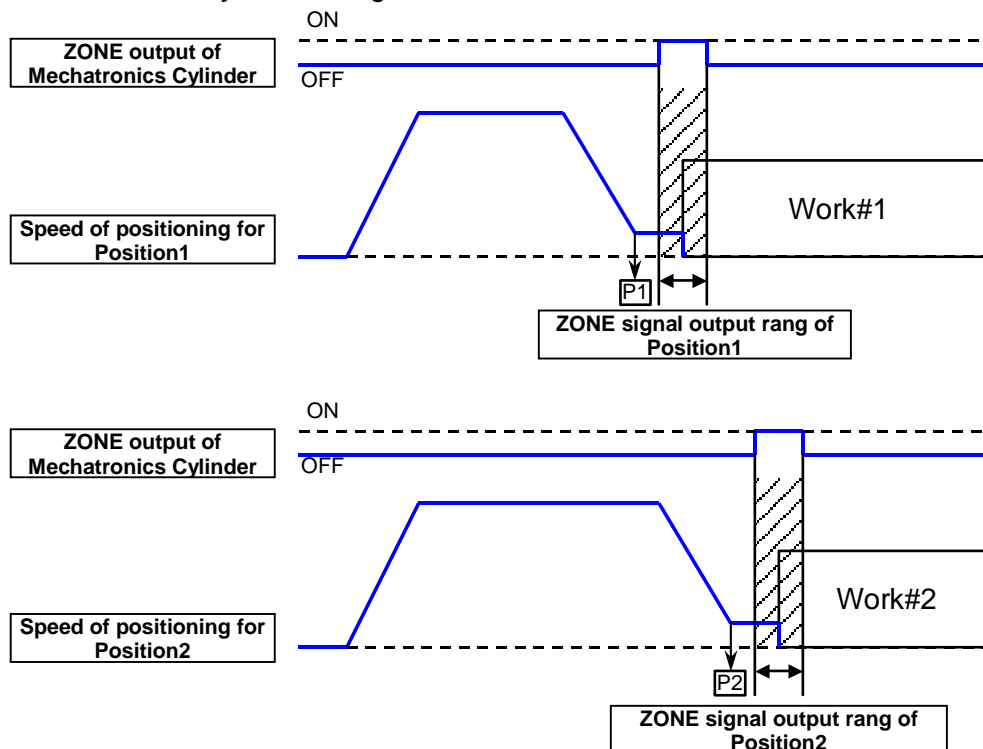 ON
ZONE output of
Mechatronics Cylinder
OFF
Work#1
Speed of positioning for
Position1
P1
ZONE signal output rang of
Position1
ON
ZONE output of
Mechatronics Cylinder
OFF
Work#2
Speed of positioning for
Position2
P2
ZONE signal output rang of
Position2